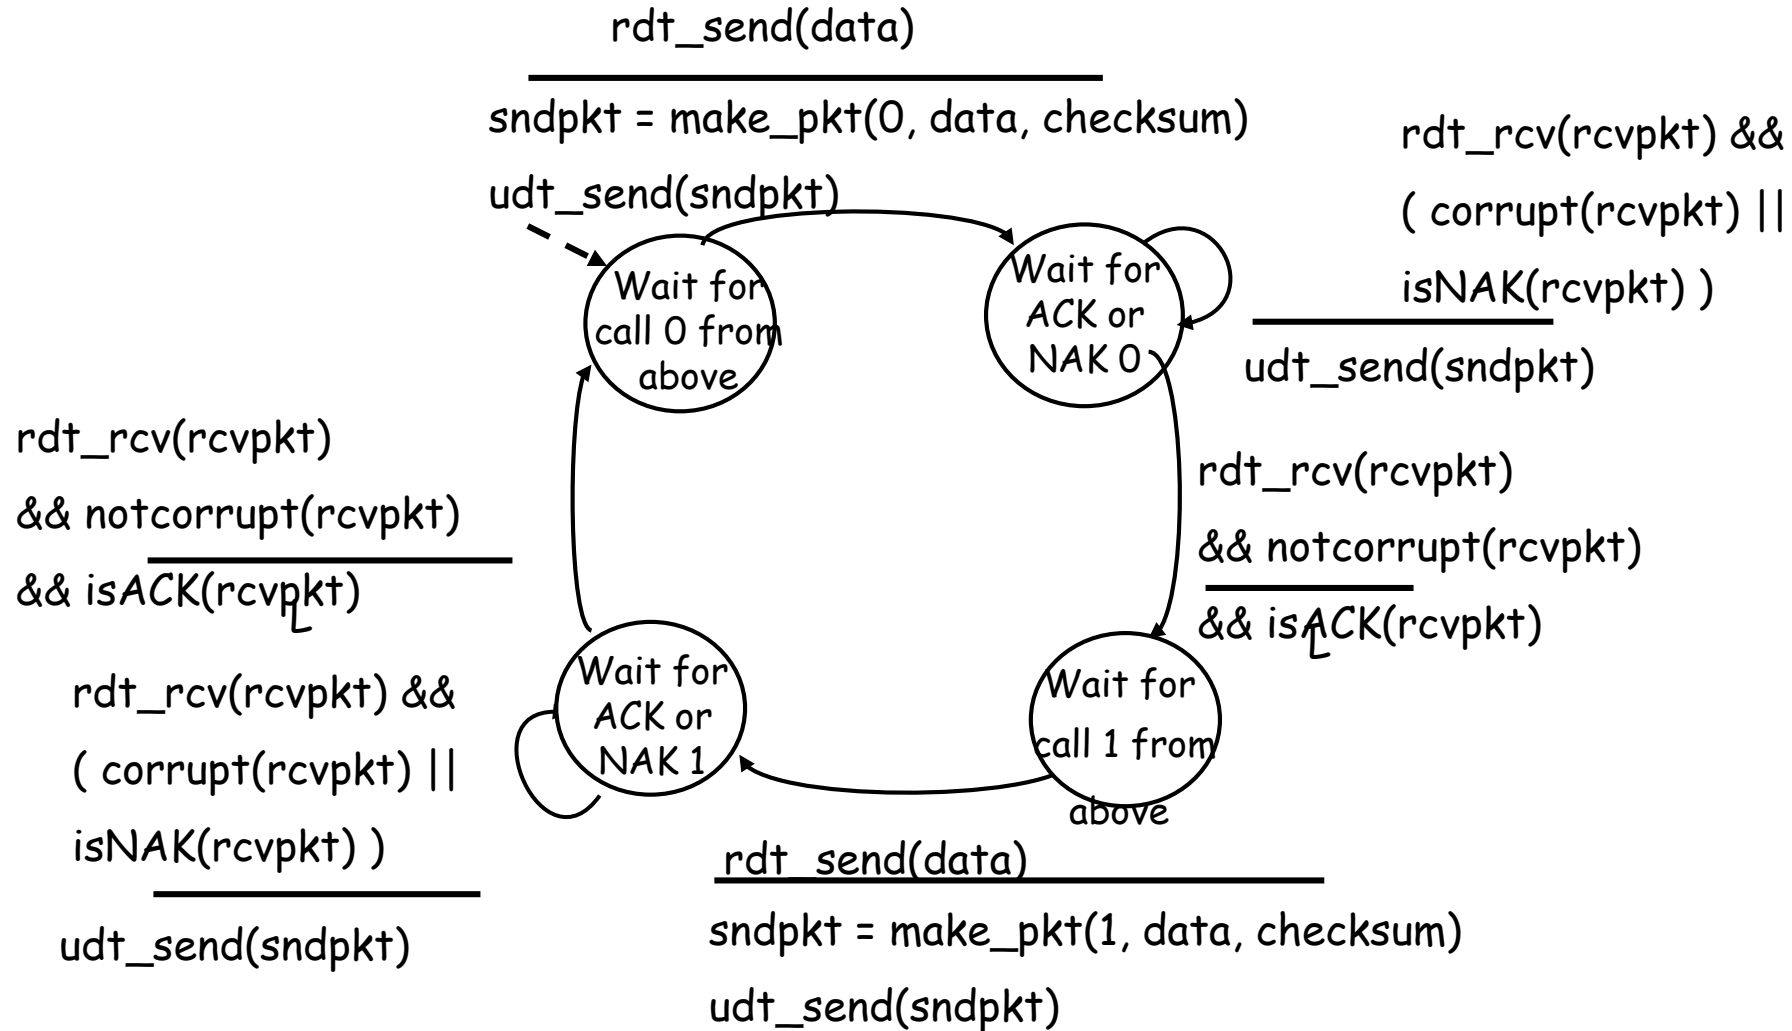 rdt_send(data)
sndpkt = make_pkt(0, data, checksum)
udt_send(sndpkt)
rdt_rcv(rcvpkt) &&
( corrupt(rcvpkt) ||
isNAK(rcvpkt) )
udt_send(sndpkt)
Wait for
call 0 from
above
Wait for
ACK or
NAK 0
rdt_rcv(rcvpkt)
&& notcorrupt(rcvpkt)
&& isACK(rcvpkt)
L
rdt_rcv(rcvpkt)
&& notcorrupt(rcvpkt)
&& isACK(rcvpkt)
L
rdt_rcv(rcvpkt) &&
( corrupt(rcvpkt) ||
isNAK(rcvpkt) )
udt_send(sndpkt)
Wait for
ACK or
NAK 1
Wait for
call 1 from
above
rdt_send(data)
sndpkt = make_pkt(1, data, checksum)
udt_send(sndpkt)